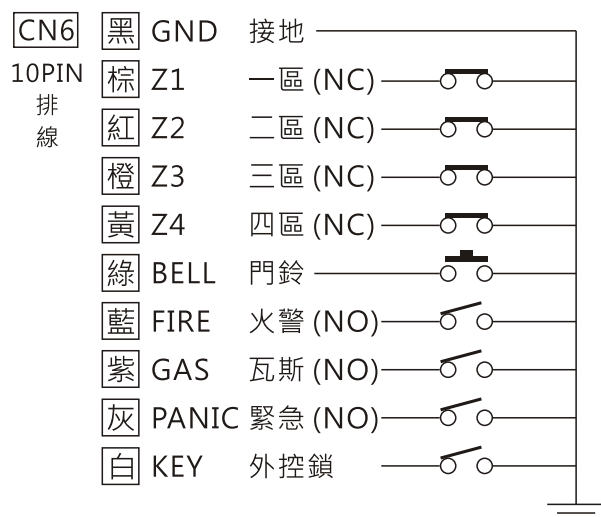 CN6
10PIN
排
線
黑 GND 接地
棕 Z1 一區 (NC)
紅 Z2 二區 (NC)
橙 Z3 三區 (NC)
黃 Z4 四區 (NC)
綠 BELL 門鈴
藍 FIRE 火警 (NO)
紫 GAS 瓦斯 (NO)
灰 PANIC 緊急 (NO)
白 KEY 外控鎖